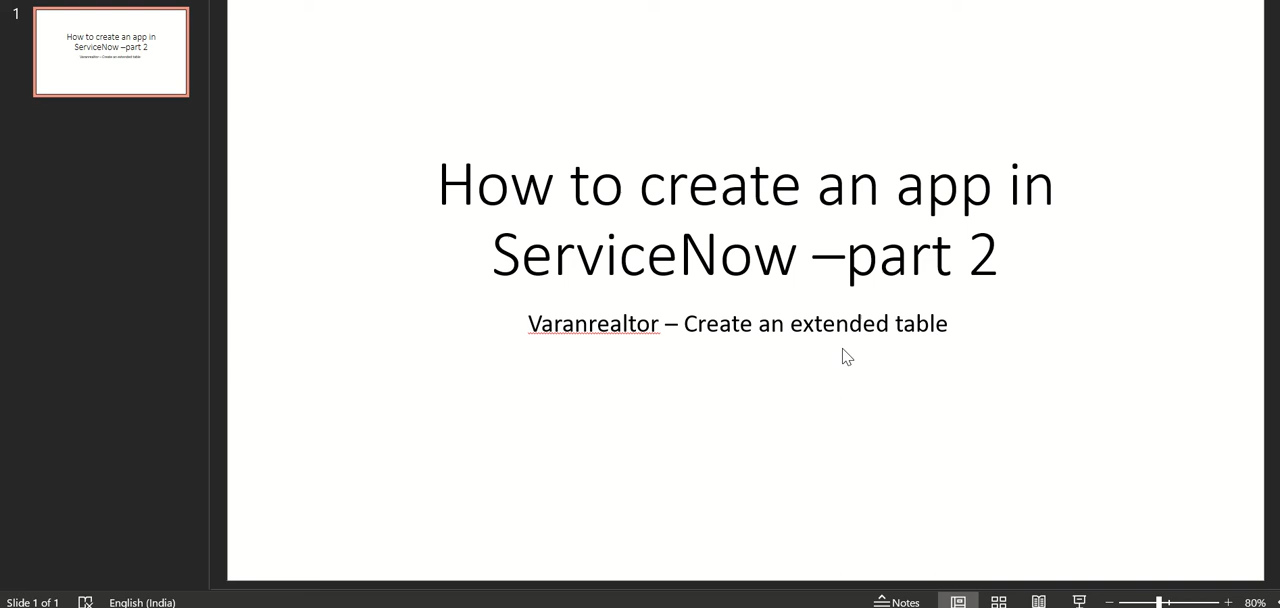 1
How to create an app in
ServiceNow –part 2
Varanrealtor – Create an extended table
How to create an app in
ServiceNow –part 2
Varanrealtor – Create an extended table
Slide 1 of 1
English (India)
Notes
80%